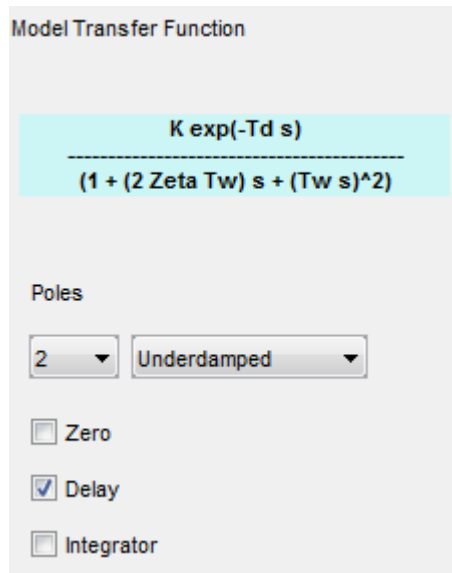 Model Transfer Function
K exp(-Td s)
-----------------------------------------
(1 + (2 Zeta Tw) s + (Tw s)^2)
Poles
2 Underdamped
Zero
Delay
Integrator